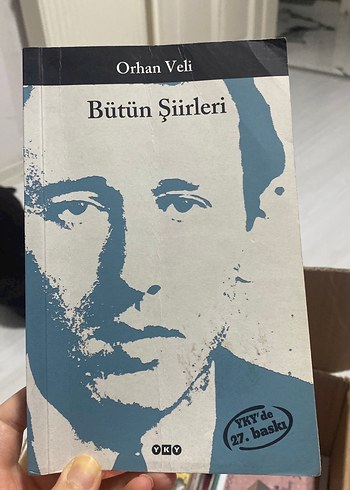 Orhan Veli
Bütün Şiirleri
YKY'de
27. baskı
YKY